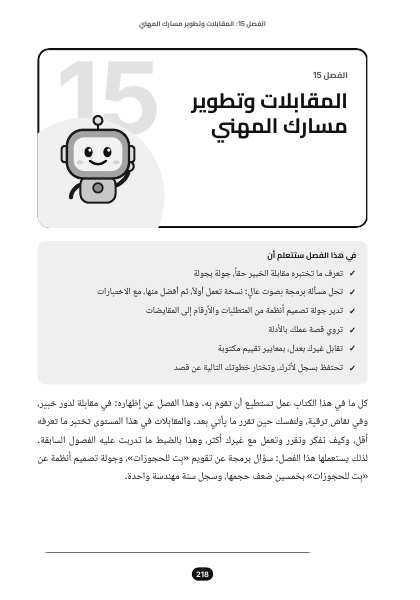 الفصل 15: المقابلات وتطوير مسارك المهني
15
الفصل 15
المقابلات وتطوير
مسارك المهني
في هذا الفصل ستتعلم أن
✓ تعرف ما تختبره مقابلة الخبير حقاً، جولة بجولة
✓ تحل مسألة برمجة بصوت عالٍ: نسخة تعمل أولاً، ثم أفضل منها، مع الاختبارات
✓ تدير جولة تصميم أنظمة من المتطلبات والأرقام إلى المقايضات
✓ تروي قصة عملك بالأدلة
✓ تقابل غيرك بعدل، بمعايير تقييم مكتوبة
✓ تحتفظ بسجل لأثرك، وتختار خطوتك التالية عن قصد
كل ما في هذا الكتاب عمل تستطيع أن تقوم به. وهذا الفصل عن إظهاره: في مقابلة لدور خبير،
وفي نقاش ترقية، ولنفسك حين تقرر ما يأتي بعد. والمقابلات في هذا المستوى تختبر ما تعرفه
أقل، وكيف تفكر وتقرر وتعمل مع غيرك أكثر، وهذا بالضبط ما تدربت عليه الفصول السابقة.
لذلك يستعملها هذا الفصل: سؤال برمجة عن تقويم «بِت للحجوزات»، وجولة تصميم أنظمة عن
«بِت للحجوزات» بخمسين ضعف حجمها، وسجل سنة مهندسة واحدة.
218